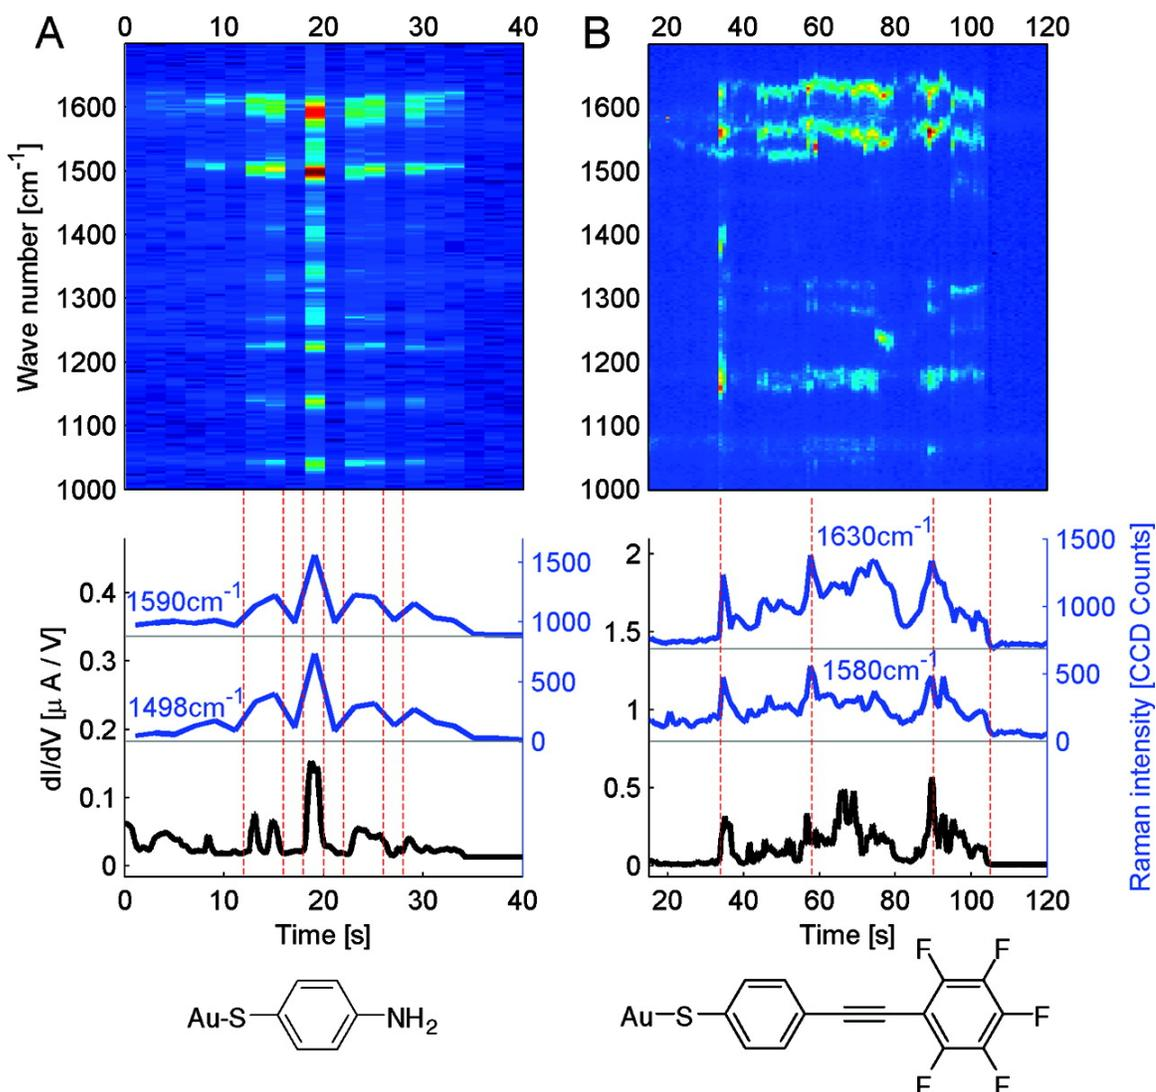 A
0 10 20 30 40
B
20 40 60 80 100 120
Wave number [cm-1]
1600
1500
1400
1300
1200
1100
1000
1600
1500
1400
1300
1200
1100
1000
dI/dV [μ A / V]
0.4
0.3
0.2
0.1
0
1590cm-1
1498cm-1
1500
1000
500
0
0 10 20 30 40
Time [s]
2
1.5
1
0.5
0
1630cm-1
1580cm-1
1500
1000
500
0
Raman intensity [CCD Counts]
20 40 60 80 100 120
Time [s]
Au-S
NH2
Au
S
F
F
F
F
F